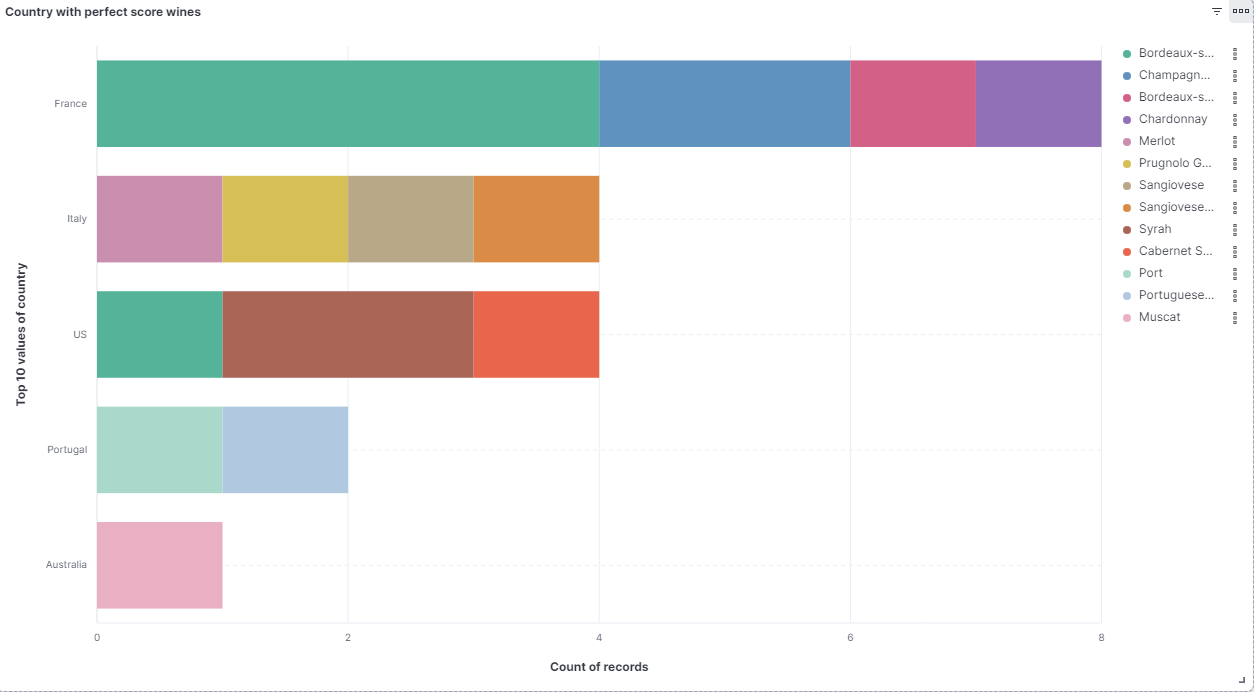 Country with perfect score wines
Top 10 values of country
France
Italy
US
Portugal
Australia
0
2
4
6
8
Count of records
Bordeaux-s...
Champagn...
Bordeaux-s...
Chardonnay
Merlot
Prugnolo G...
Sangiovese
Sangiovese...
Syrah
Cabernet S...
Port
Portuguese...
Muscat